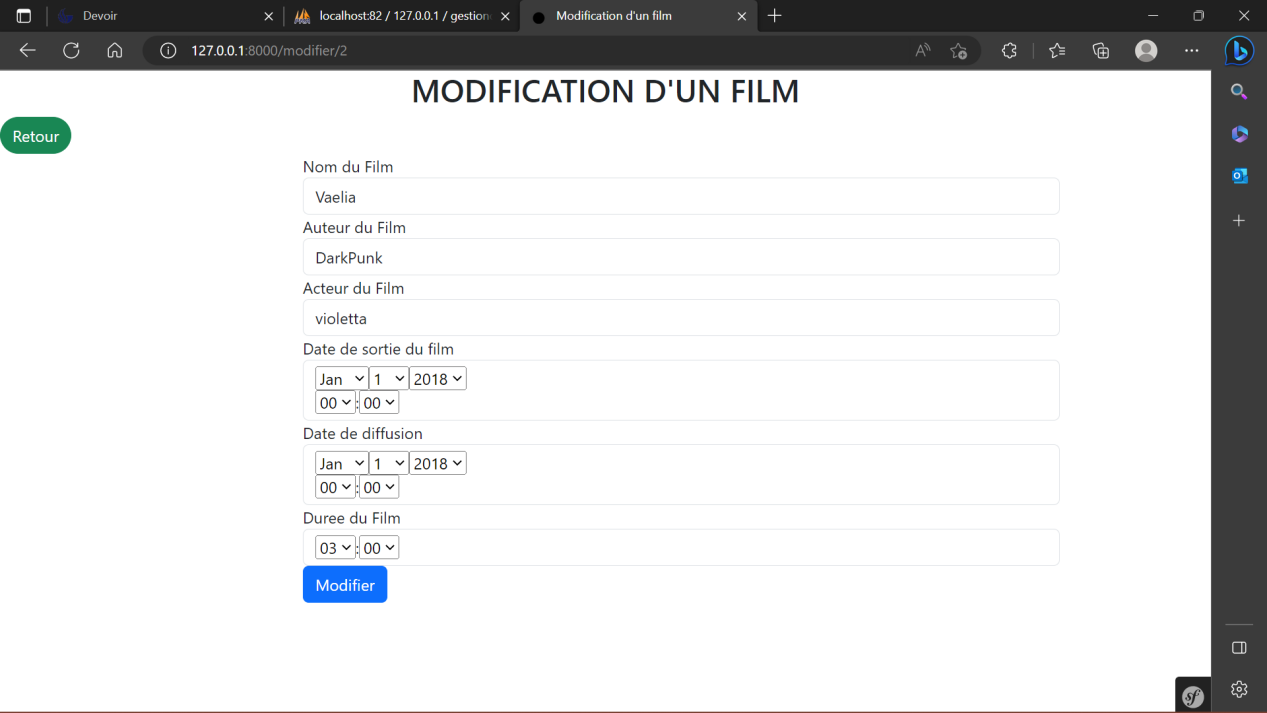 Devoir
localhost:82 / 127.0.0.1 / gestion
Modification d'un film
127.0.0.1:8000/modifier/2
MODIFICATION D'UN FILM
Retour
Nom du Film
Vaelia
Auteur du Film
DarkPunk
Acteur du Film
violetta
Date de sortie du film
Jan 1 2018
00 : 00
Date de diffusion
Jan 1 2018
00 : 00
Duree du Film
03 : 00
Modifier
sf